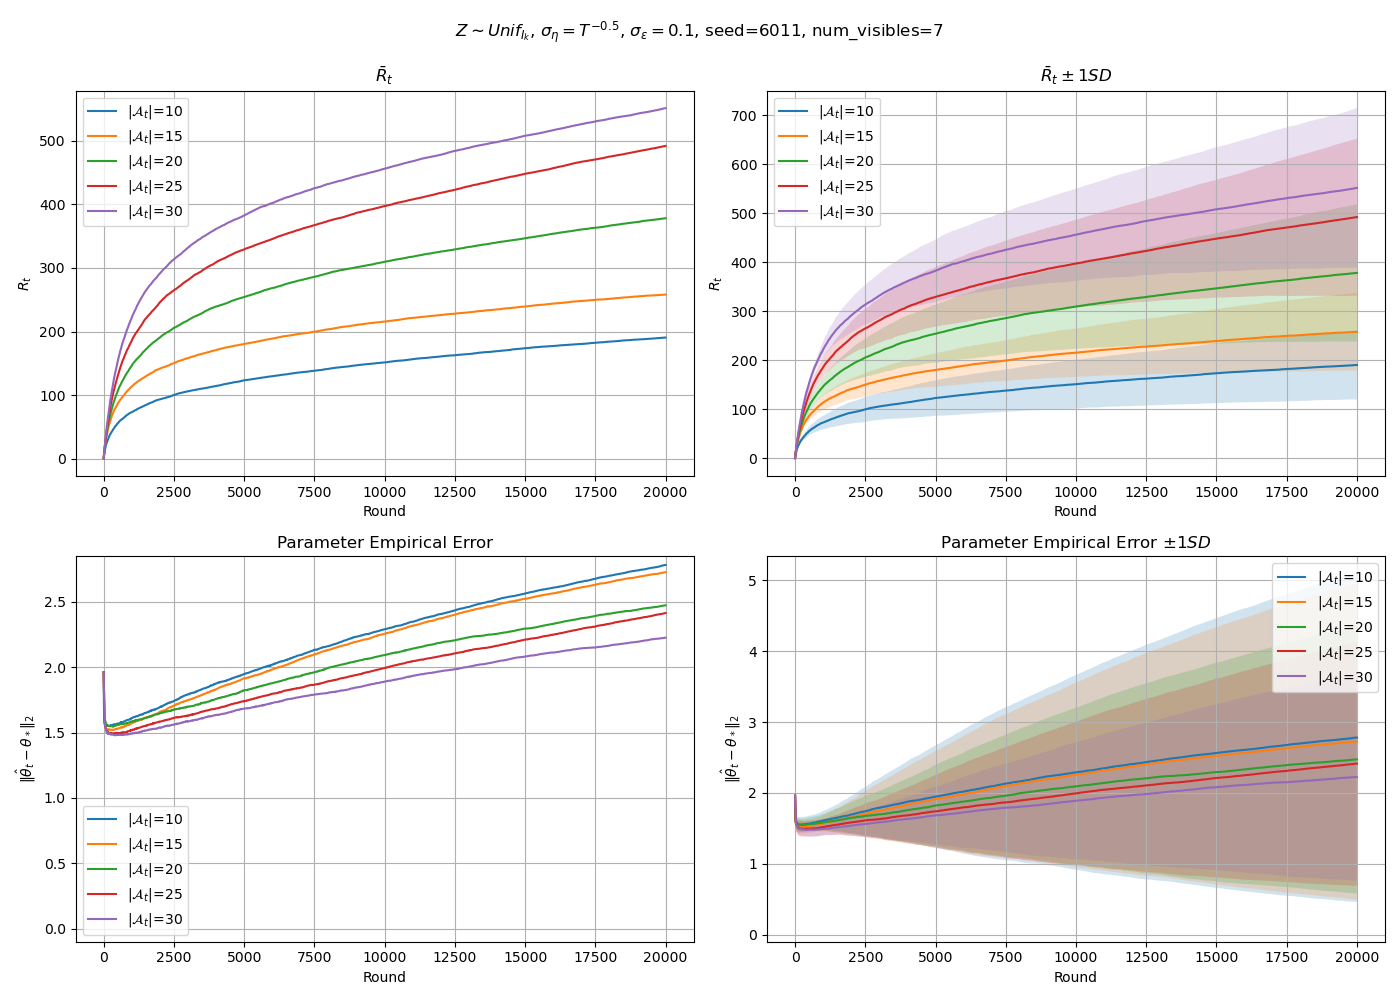 Z ∼ Unif_{I_k}, σ_η = T^{−0.5}, σ_ε = 0.1, seed=6011, num_visibles=7
R̄_t
R_t
500
400
300
200
100
0
|𝒜_t|=10
|𝒜_t|=15
|𝒜_t|=20
|𝒜_t|=25
|𝒜_t|=30
0 2500 5000 7500 10000 12500 15000 17500 20000
Round
R̄_t ± 1SD
R_t
700
600
500
400
300
200
100
0
|𝒜_t|=10
|𝒜_t|=15
|𝒜_t|=20
|𝒜_t|=25
|𝒜_t|=30
0 2500 5000 7500 10000 12500 15000 17500 20000
Round
Parameter Empirical Error
‖θ̂_t − θ_*‖_2
2.5
2.0
1.5
1.0
0.5
0.0
|𝒜_t|=10
|𝒜_t|=15
|𝒜_t|=20
|𝒜_t|=25
|𝒜_t|=30
0 2500 5000 7500 10000 12500 15000 17500 20000
Round
Parameter Empirical Error ±1SD
‖θ̂_t − θ_*‖_2
5
4
3
2
1
0
|𝒜_t|=10
|𝒜_t|=15
|𝒜_t|=20
|𝒜_t|=25
|𝒜_t|=30
0 2500 5000 7500 10000 12500 15000 17500 20000
Round